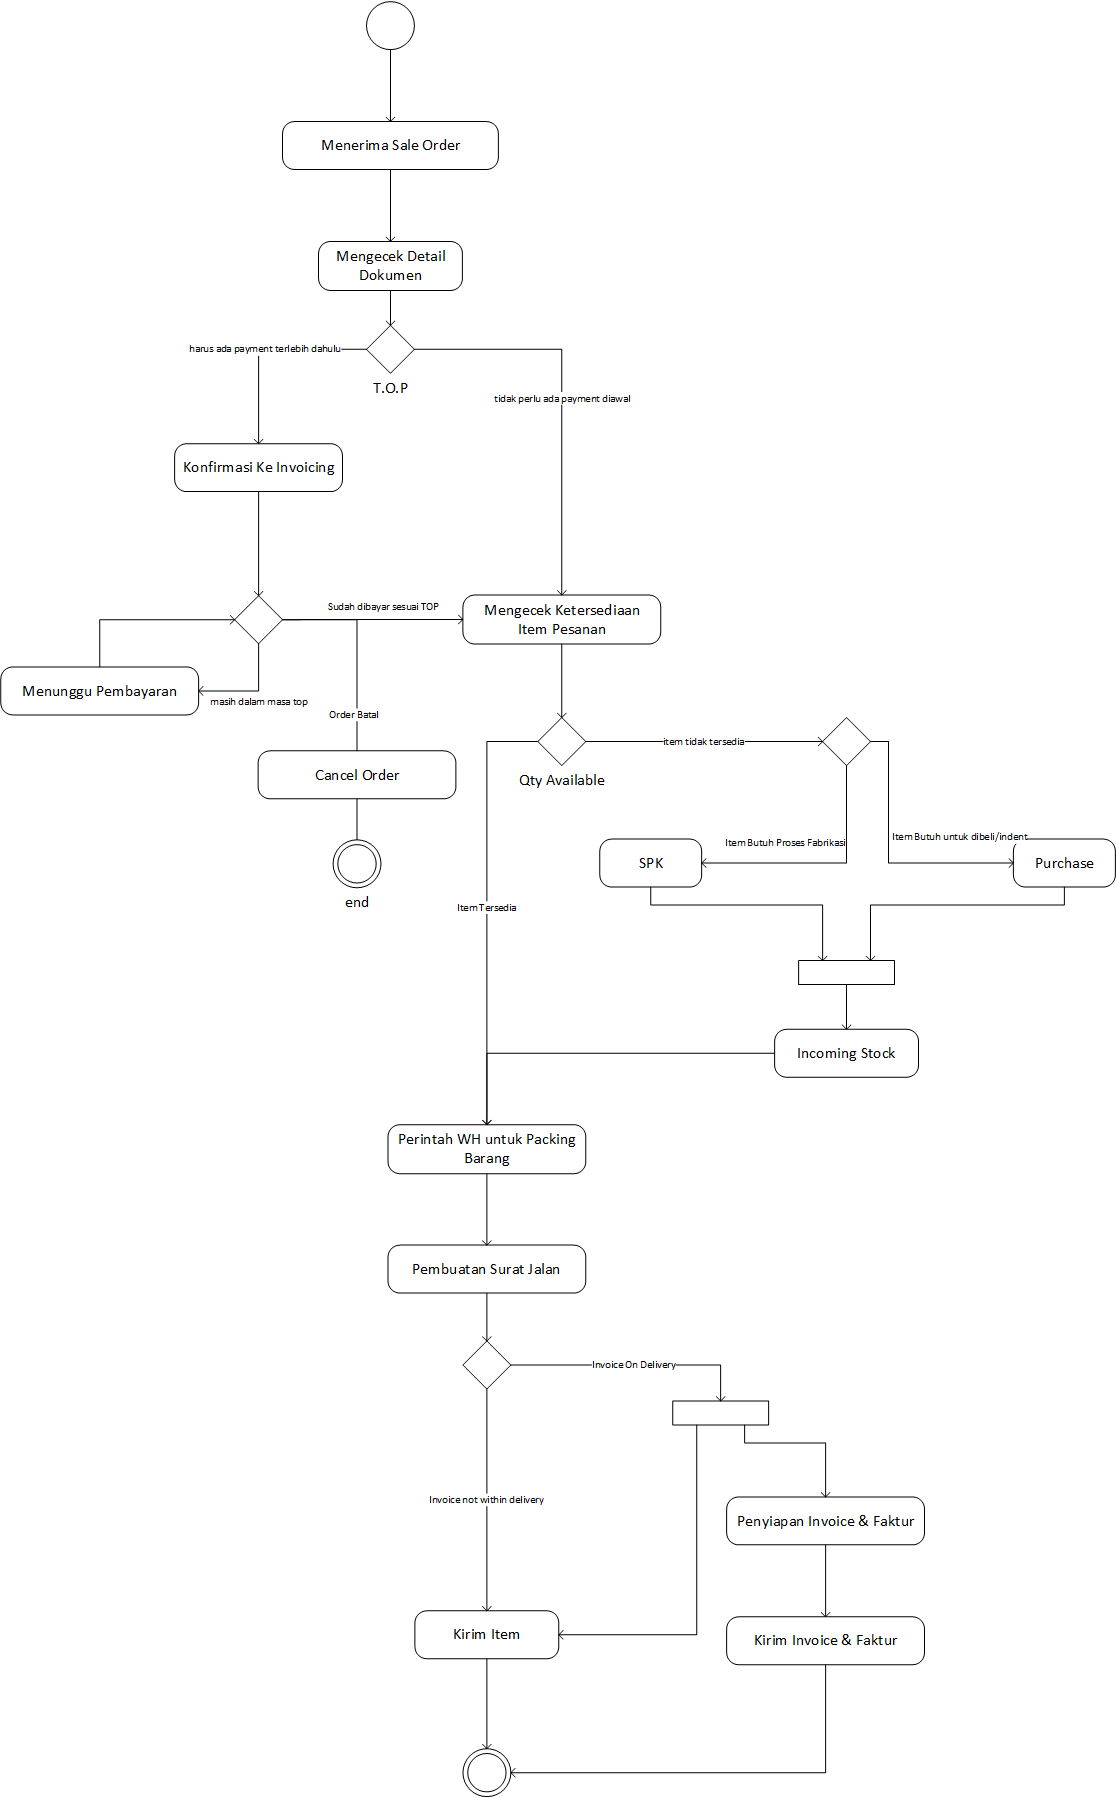 Menerima Sale Order
Mengecek Detail
Dokumen
harus ada payment terlebih dahulu
T.O.P
tidak perlu ada payment diawal
Konfirmasi Ke Invoicing
Sudah dibayar sesuai TOP
Mengecek Ketersediaan
Item Pesanan
Menunggu Pembayaran
masih dalam masa top
Order Batal
item tidak tersedia
Cancel Order
Qty Available
Item Butuh Proses Fabrikasi
Item Butuh untuk dibeli/indent
SPK
Purchase
end
Item Tersedia
Incoming Stock
Perintah WH untuk Packing
Barang
Pembuatan Surat Jalan
Invoice On Delivery
Invoice not within delivery
Penyiapan Invoice & Faktur
Kirim Item
Kirim Invoice & Faktur